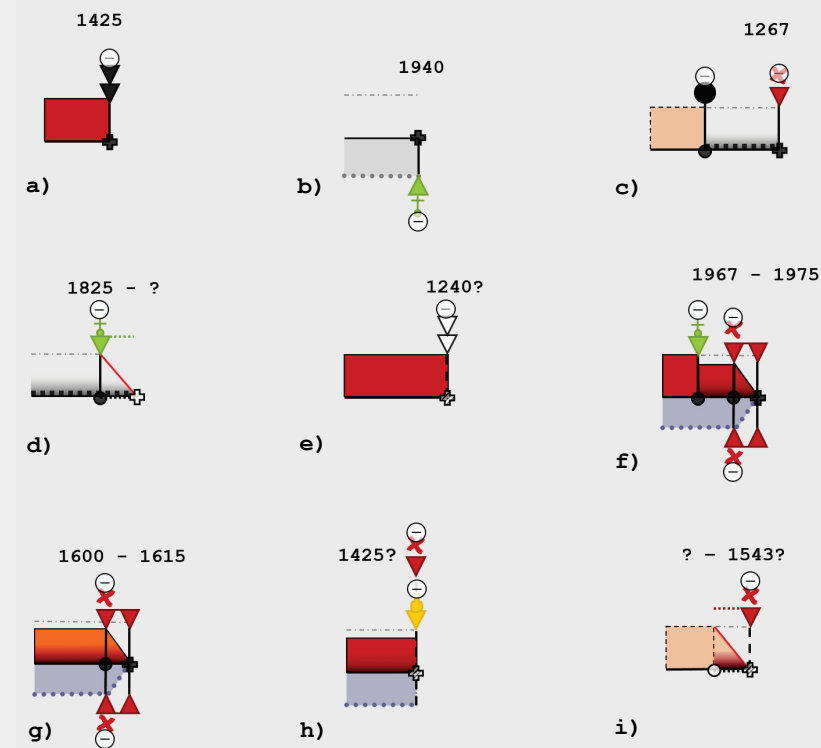 1425
1940
1267
a)
b)
c)
1825 - ?
1240?
1967 - 1975
d)
e)
f)
1600 - 1615
1425?
? - 1543?
g)
h)
i)